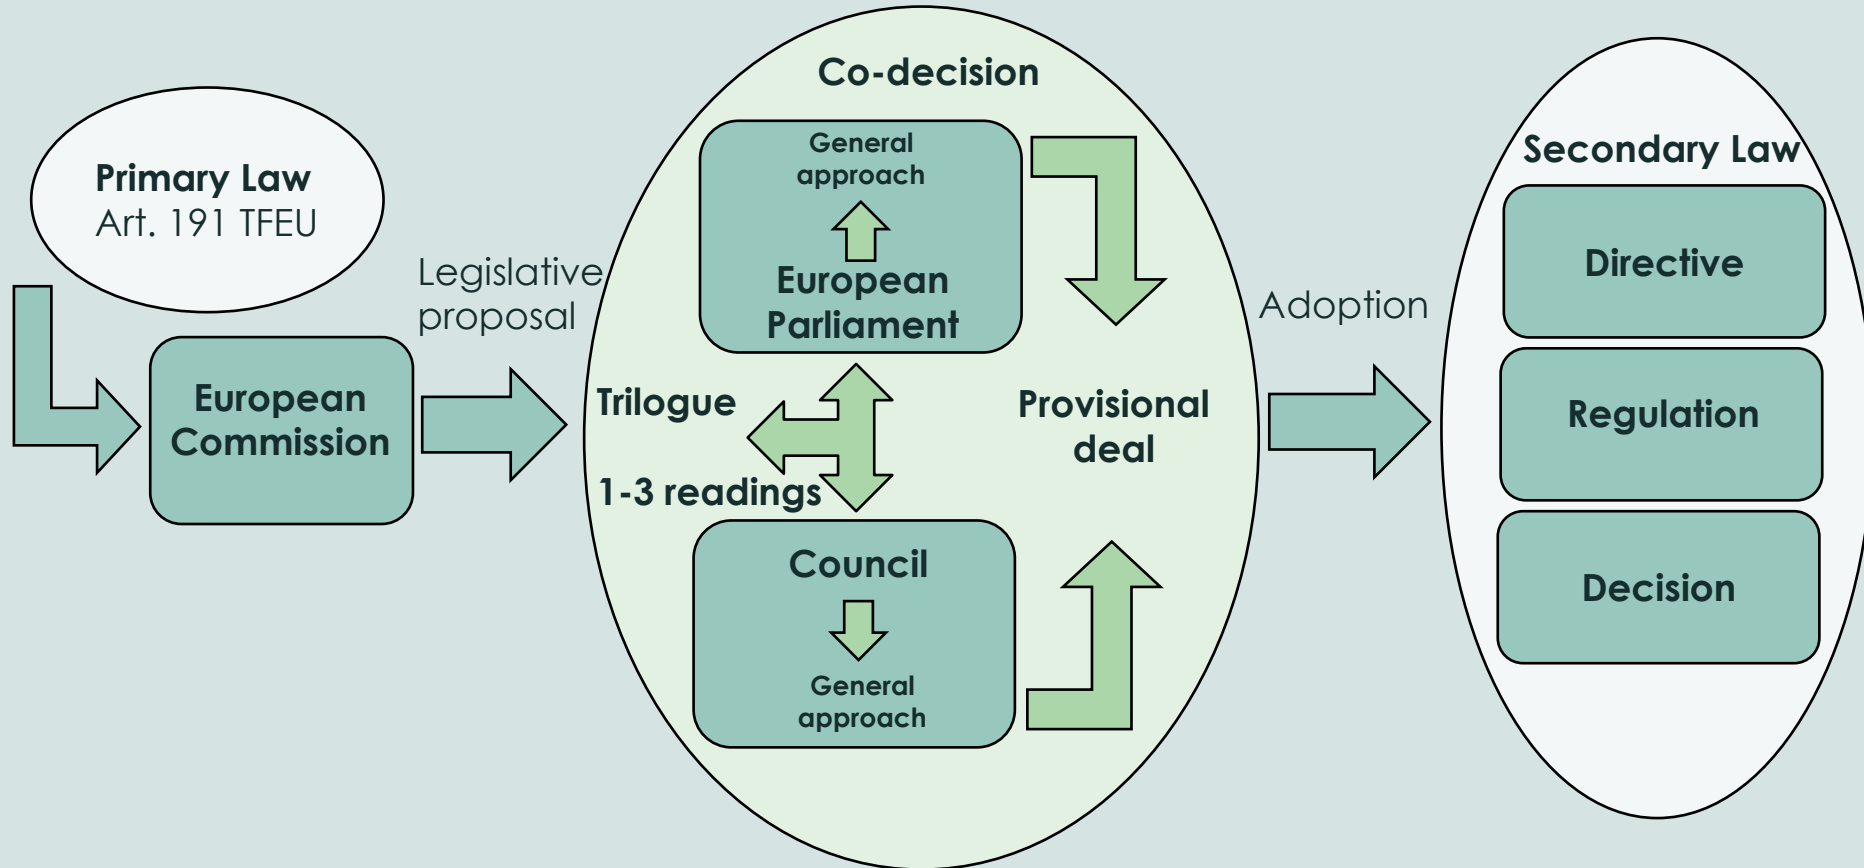 Primary Law
Art. 191 TFEU
European
Commission
Legislative
proposal
Co-decision
General
approach
European
Parliament
Trilogue
1-3 readings
Council
General
approach
Provisional
deal
Adoption
Secondary Law
Directive
Regulation
Decision